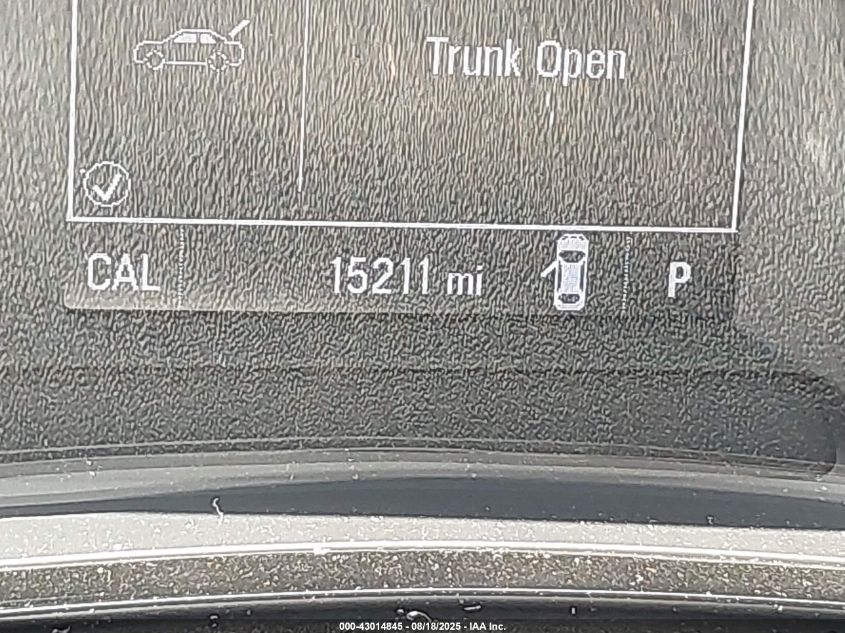 Trunk Open
CAL 15211 mi P
000-43014845 - 08/18/2025 - IAA Inc.